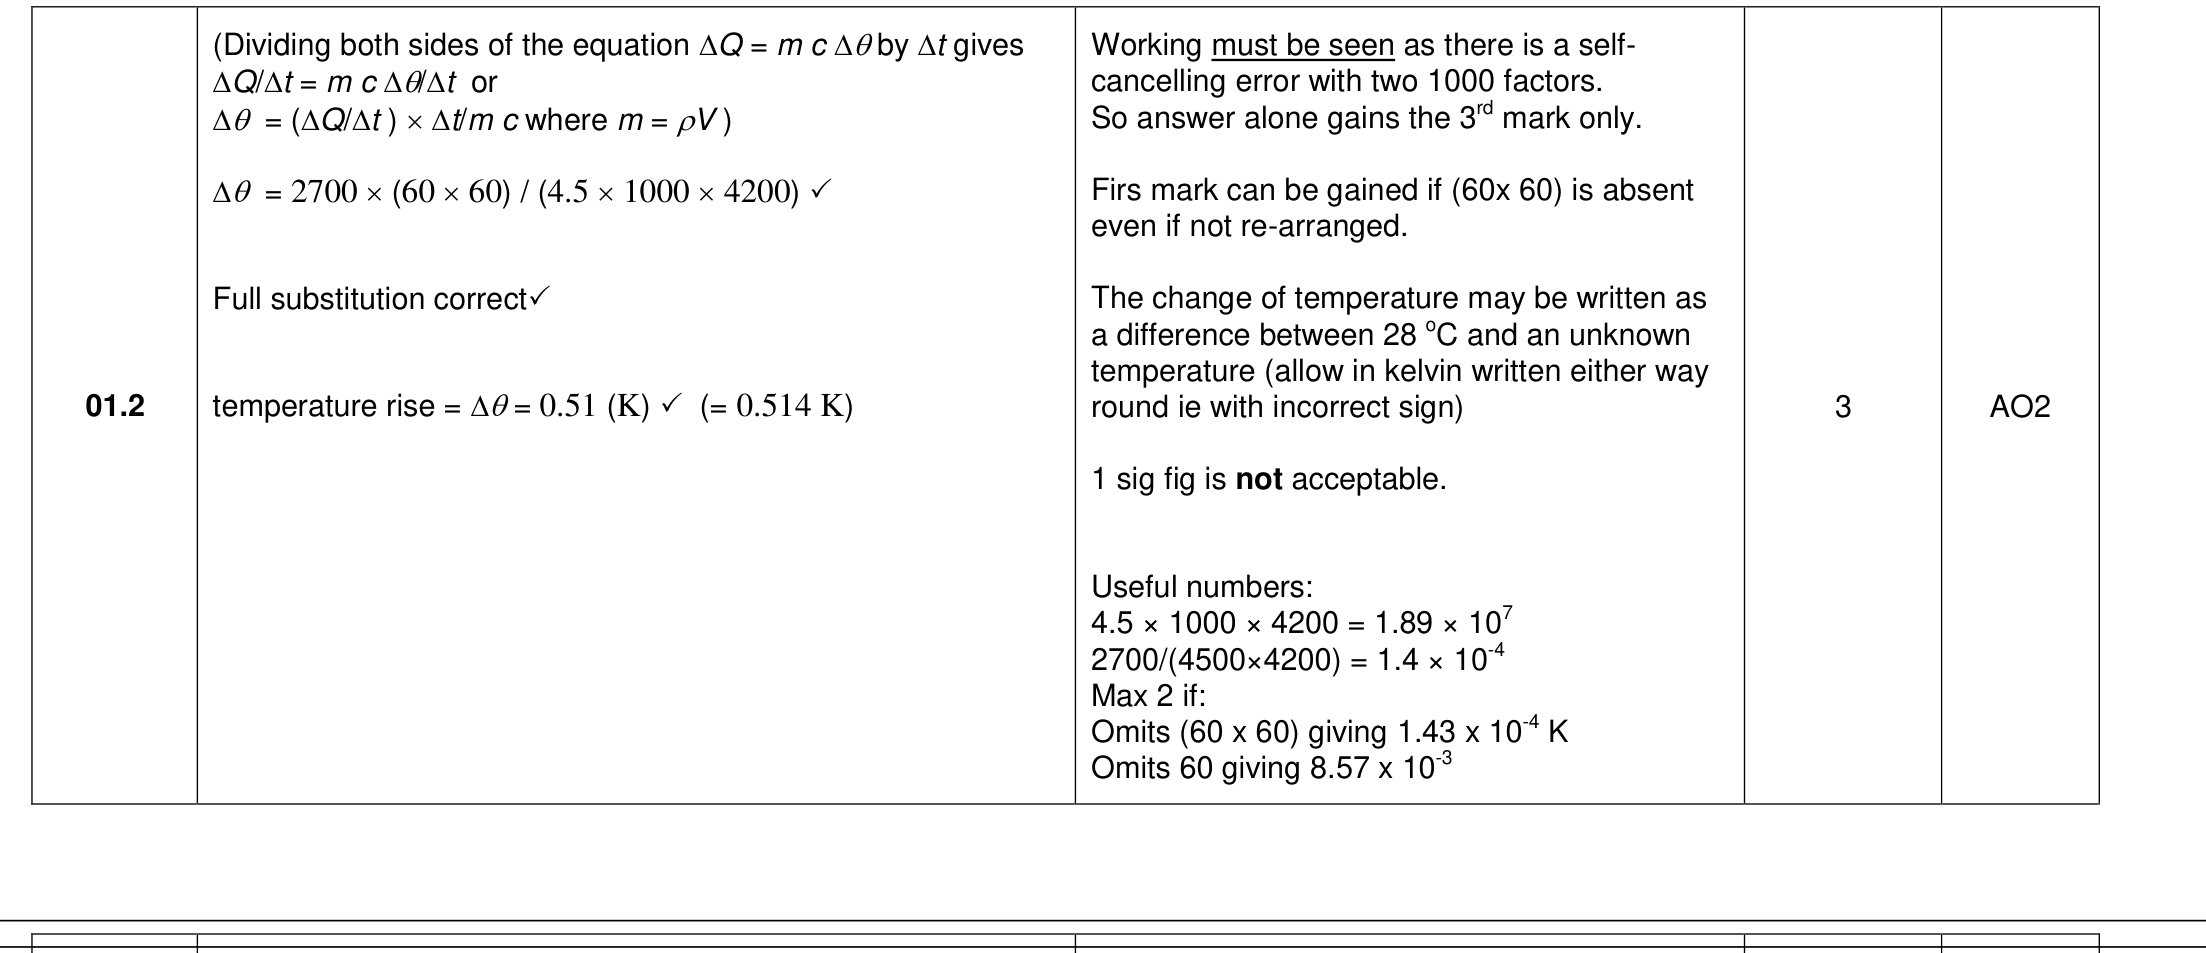 01.2
(Dividing both sides of the equation ΔQ = m c Δθ by Δt gives
ΔQ/Δt = m c Δθ/Δt or
Δθ = (ΔQ/Δt ) × Δt/m c where m = ρV )
Δθ = 2700 × (60 × 60) / (4.5 × 1000 × 4200) ✓
Full substitution correct✓
temperature rise = Δθ = 0.51 (K) ✓ (= 0.514 K)
Working must be seen as there is a self-
cancelling error with two 1000 factors.
So answer alone gains the 3rd mark only.
Firs mark can be gained if (60x 60) is absent
even if not re-arranged.
The change of temperature may be written as
a difference between 28 °C and an unknown
temperature (allow in kelvin written either way
round ie with incorrect sign)
1 sig fig is not acceptable.
Useful numbers:
4.5 × 1000 × 4200 = 1.89 × 10⁷
2700/(4500×4200) = 1.4 × 10⁻⁴
Max 2 if:
Omits (60 x 60) giving 1.43 x 10⁻⁴ K
Omits 60 giving 8.57 x 10⁻³
3
AO2